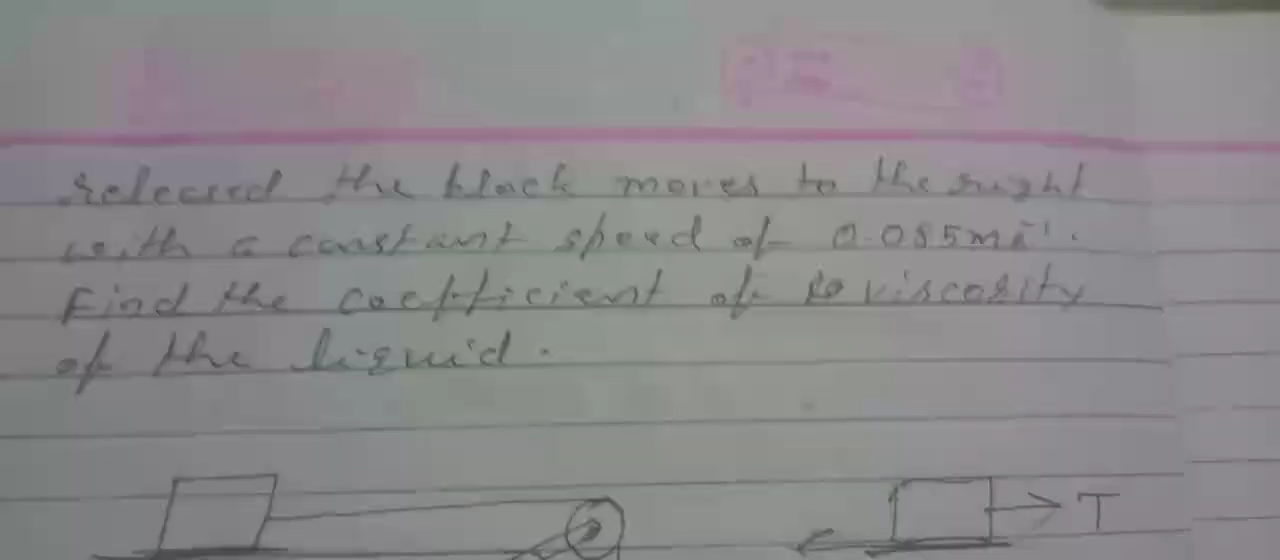 released the block moves to the right
with a constant speed of 0.085ms⁻¹.
Find the coefficient of viscosity
of the liquid.
T